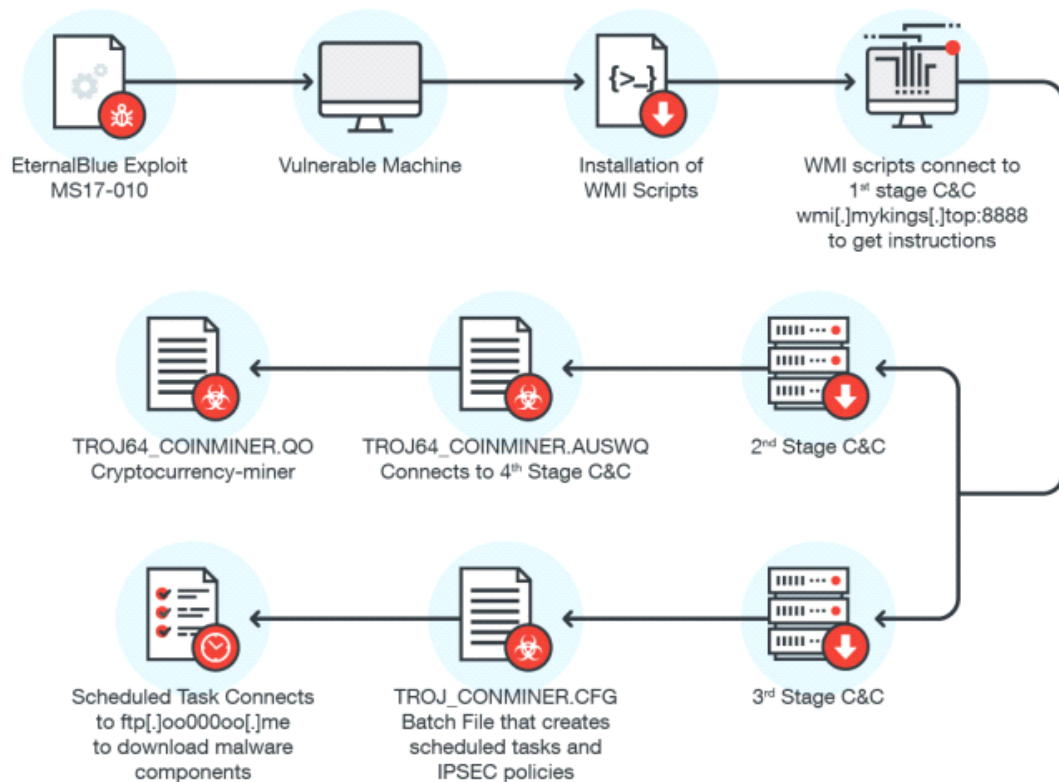 EternalBlue Exploit
MS17-010
Vulnerable Machine
{>_}
Installation of
WMI Scripts
WMI scripts connect to
1st stage C&C
wmi[.]mykings[.]top:8888
to get instructions
TROJ64_COINMINER.QO
Cryptocurrency-miner
TROJ64_COINMINER.AUSWQ
Connects to 4th Stage C&C
2nd Stage C&C
Scheduled Task Connects
to ftp[.]oo000oo[.]me
to download malware
components
TROJ_CONMINER.CFG
Batch File that creates
scheduled tasks and
IPSEC policies
3rd Stage C&C